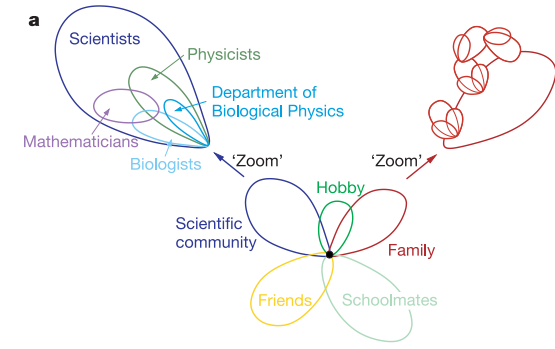 a
Scientists
Physicists
Department of
Biological Physics
Mathematicians
Biologists
'Zoom'
'Zoom'
Hobby
Scientific
community
Family
Friends
Schoolmates